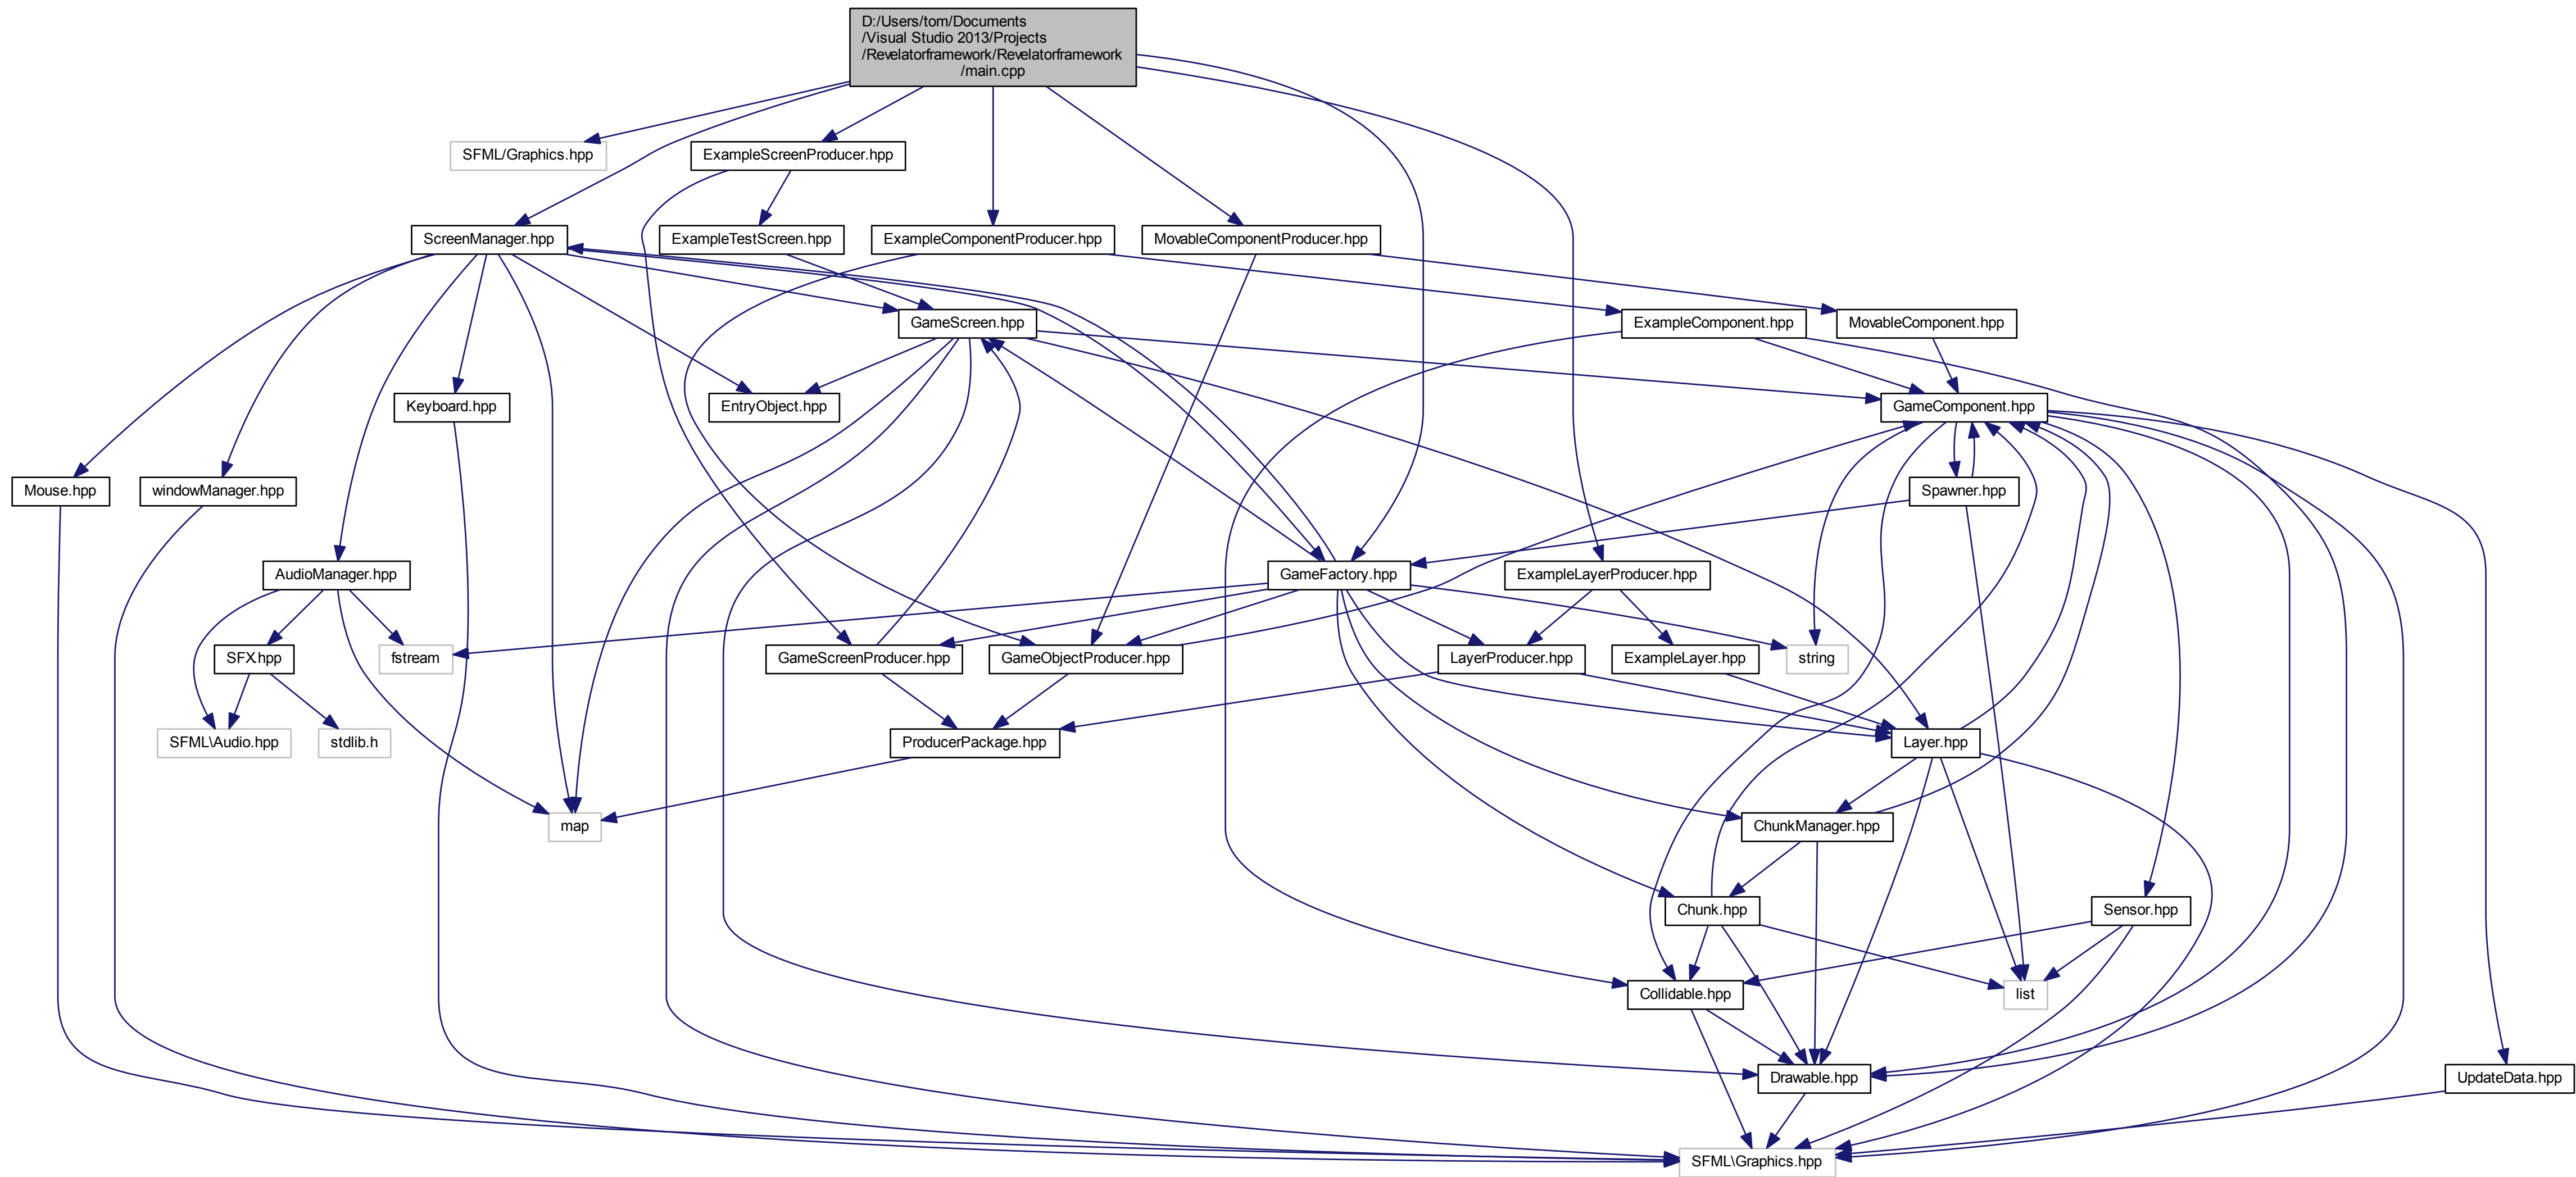 D:/Users/tom/Documents
/Visual Studio 2013/Projects
/Revelatorframework/Revelatorframework
/main.cpp
SFML/Graphics.hpp
ExampleScreenProducer.hpp
ScreenManager.hpp
ExampleTestScreen.hpp
ExampleComponentProducer.hpp
MovableComponentProducer.hpp
GameScreen.hpp
ExampleComponent.hpp
MovableComponent.hpp
Keyboard.hpp
EntryObject.hpp
GameComponent.hpp
Mouse.hpp
windowManager.hpp
Spawner.hpp
AudioManager.hpp
GameFactory.hpp
ExampleLayerProducer.hpp
SFX.hpp
fstream
GameScreenProducer.hpp
GameObjectProducer.hpp
LayerProducer.hpp
ExampleLayer.hpp
string
SFML\Audio.hpp
stdlib.h
ProducerPackage.hpp
Layer.hpp
map
ChunkManager.hpp
Chunk.hpp
Sensor.hpp
Collidable.hpp
list
Drawable.hpp
UpdateData.hpp
SFML\Graphics.hpp